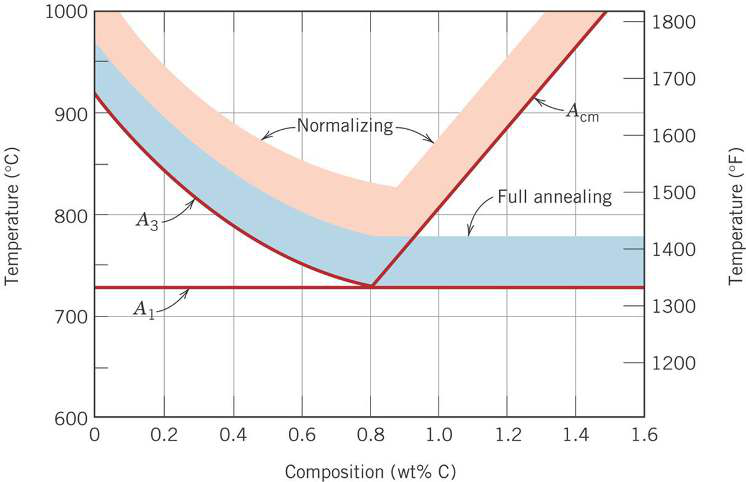 1000
900
800
700
600
Temperature (°C)
0
0.2
0.4
0.6
0.8
1.0
1.2
1.4
1.6
Composition (wt% C)
1800
1700
1600
1500
1400
1300
1200
Temperature (°F)
Normalizing
Acm
Full annealing
A3
A1